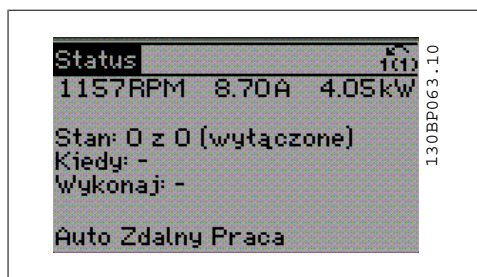 Status 1(1)
1157RPM 8.70A 4.05kW
Stan: 0 z 0 (wyłączone)
Kiedy: -
Wykonaj: -
Auto Zdalny Praca
130BP063.10